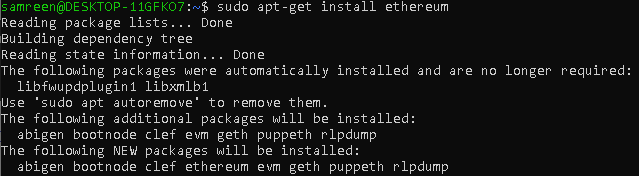 samreen@DESKTOP-11GFKO7:~$ sudo apt-get install ethereum
Reading package lists... Done
Building dependency tree
Reading state information... Done
The following packages were automatically installed and are no longer required:
  libfwupdplugin1 libxmlb1
Use 'sudo apt autoremove' to remove them.
The following additional packages will be installed:
  abigen bootnode clef evm geth puppeth rlpdump
The following NEW packages will be installed:
  abigen bootnode clef ethereum evm geth puppeth rlpdump